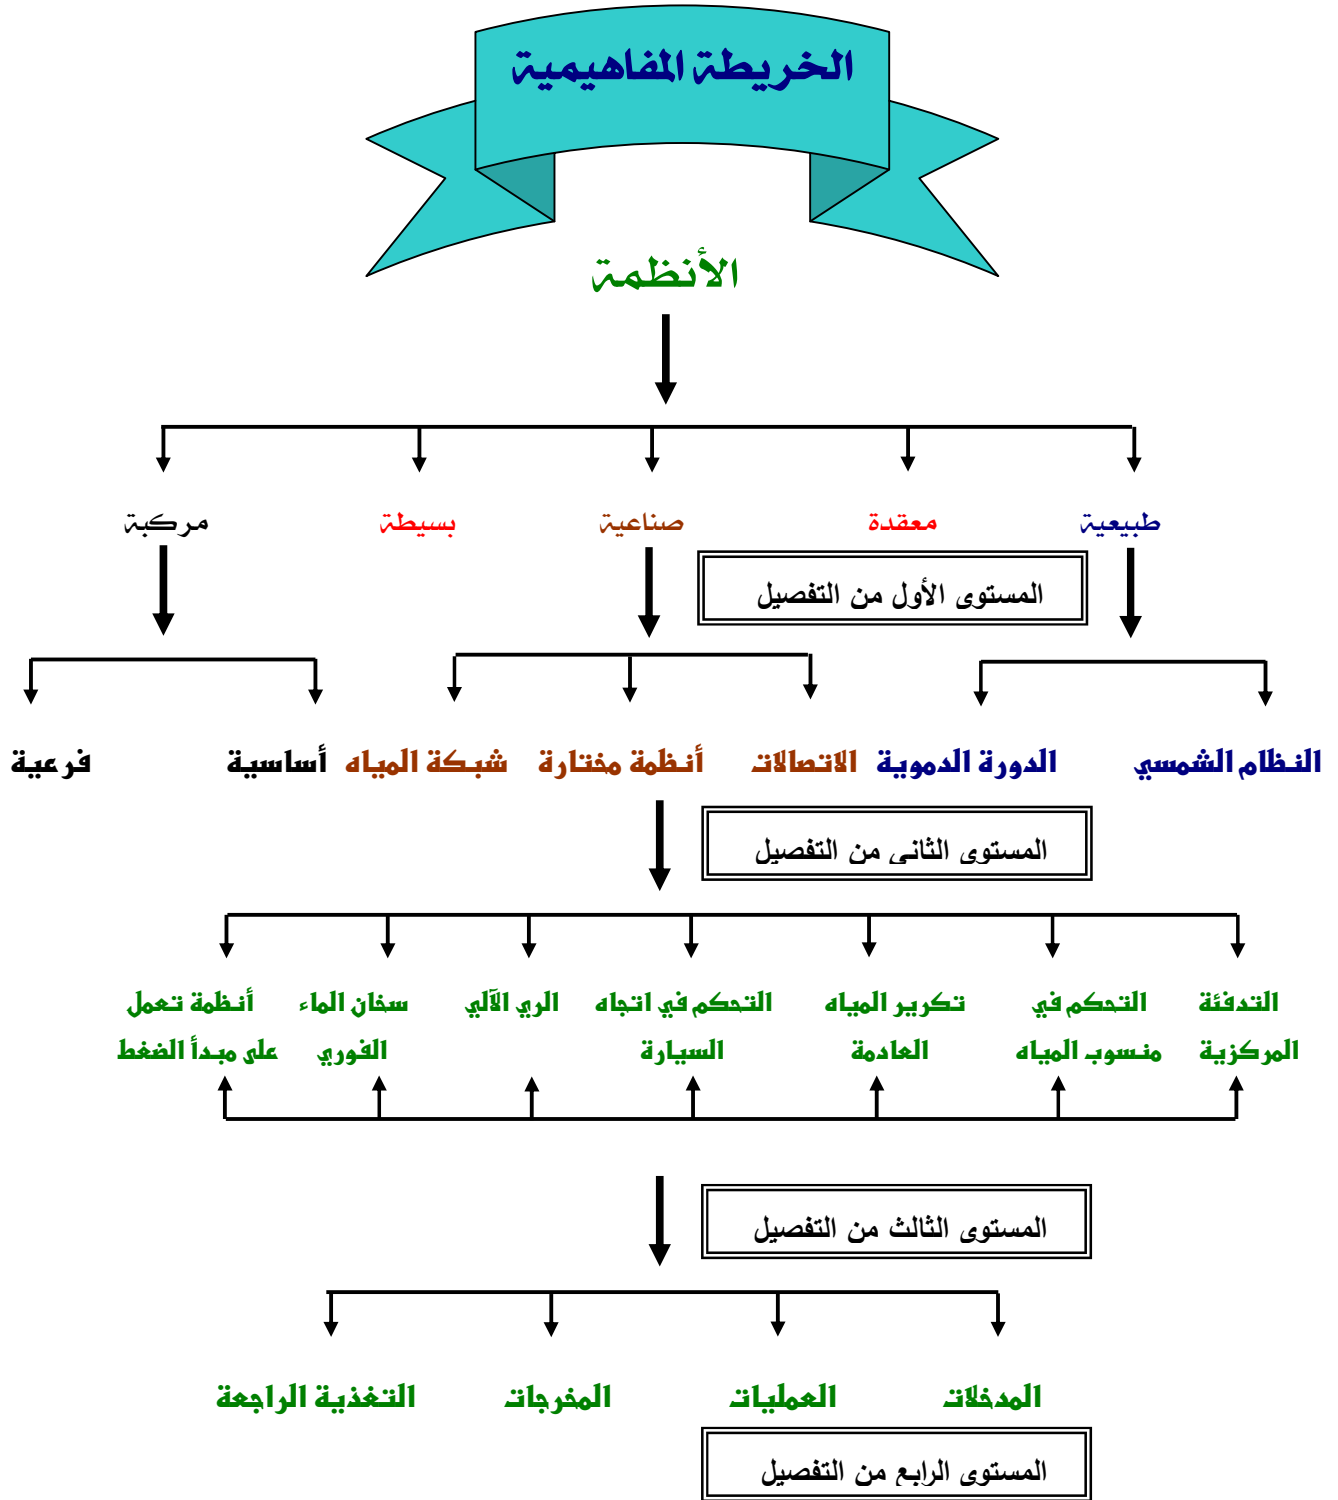 الخريطة المفاهيمية
الأنظمة
طبيعية معقدة صناعية بسيطة مركبة
المستوى الأول من التفصيل
النظام الشمسي الدورة الدموية الاتصالات أنظمة مختارة شبكة المياه أساسية فرعية
المستوى الثاني من التفصيل
التدفئة التحكم في تكرير المياه التحكم في اتجاه الري الآلي سخان الماء أنظمة تعمل
المركزية منسوب المياه العادمة السيارة الفوري على مبدأ الضغط
المستوى الثالث من التفصيل
المدخلات العمليات المخرجات التغذية الراجعة
المستوى الرابع من التفصيل